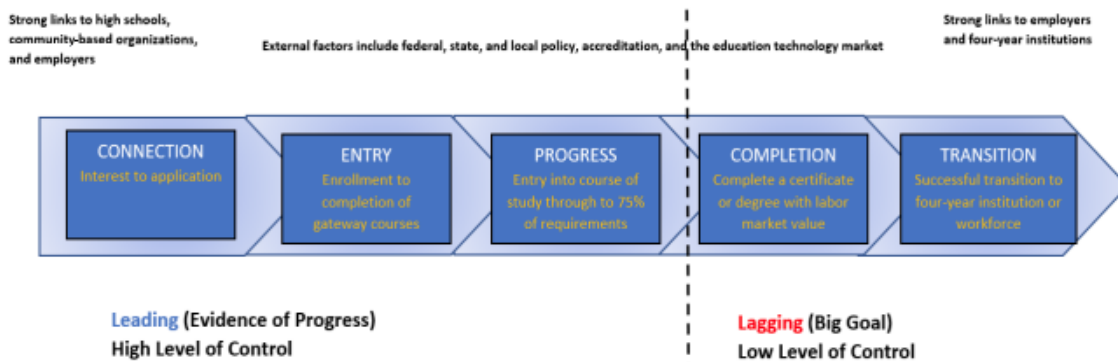 Strong links to high schools,
community-based organizations,
and employers
External factors include federal, state, and local policy, accreditation, and the education technology market
Strong links to employers
and four-year institutions
CONNECTION
Interest to application
ENTRY
Enrollment to
completion of
gateway courses
PROGRESS
Entry into course of
study through to 75%
of requirements
COMPLETION
Complete a certificate
or degree with labor
market value
TRANSITION
Successful transition to
four-year institution or
workforce
Leading (Evidence of Progress)
High Level of Control
Lagging (Big Goal)
Low Level of Control